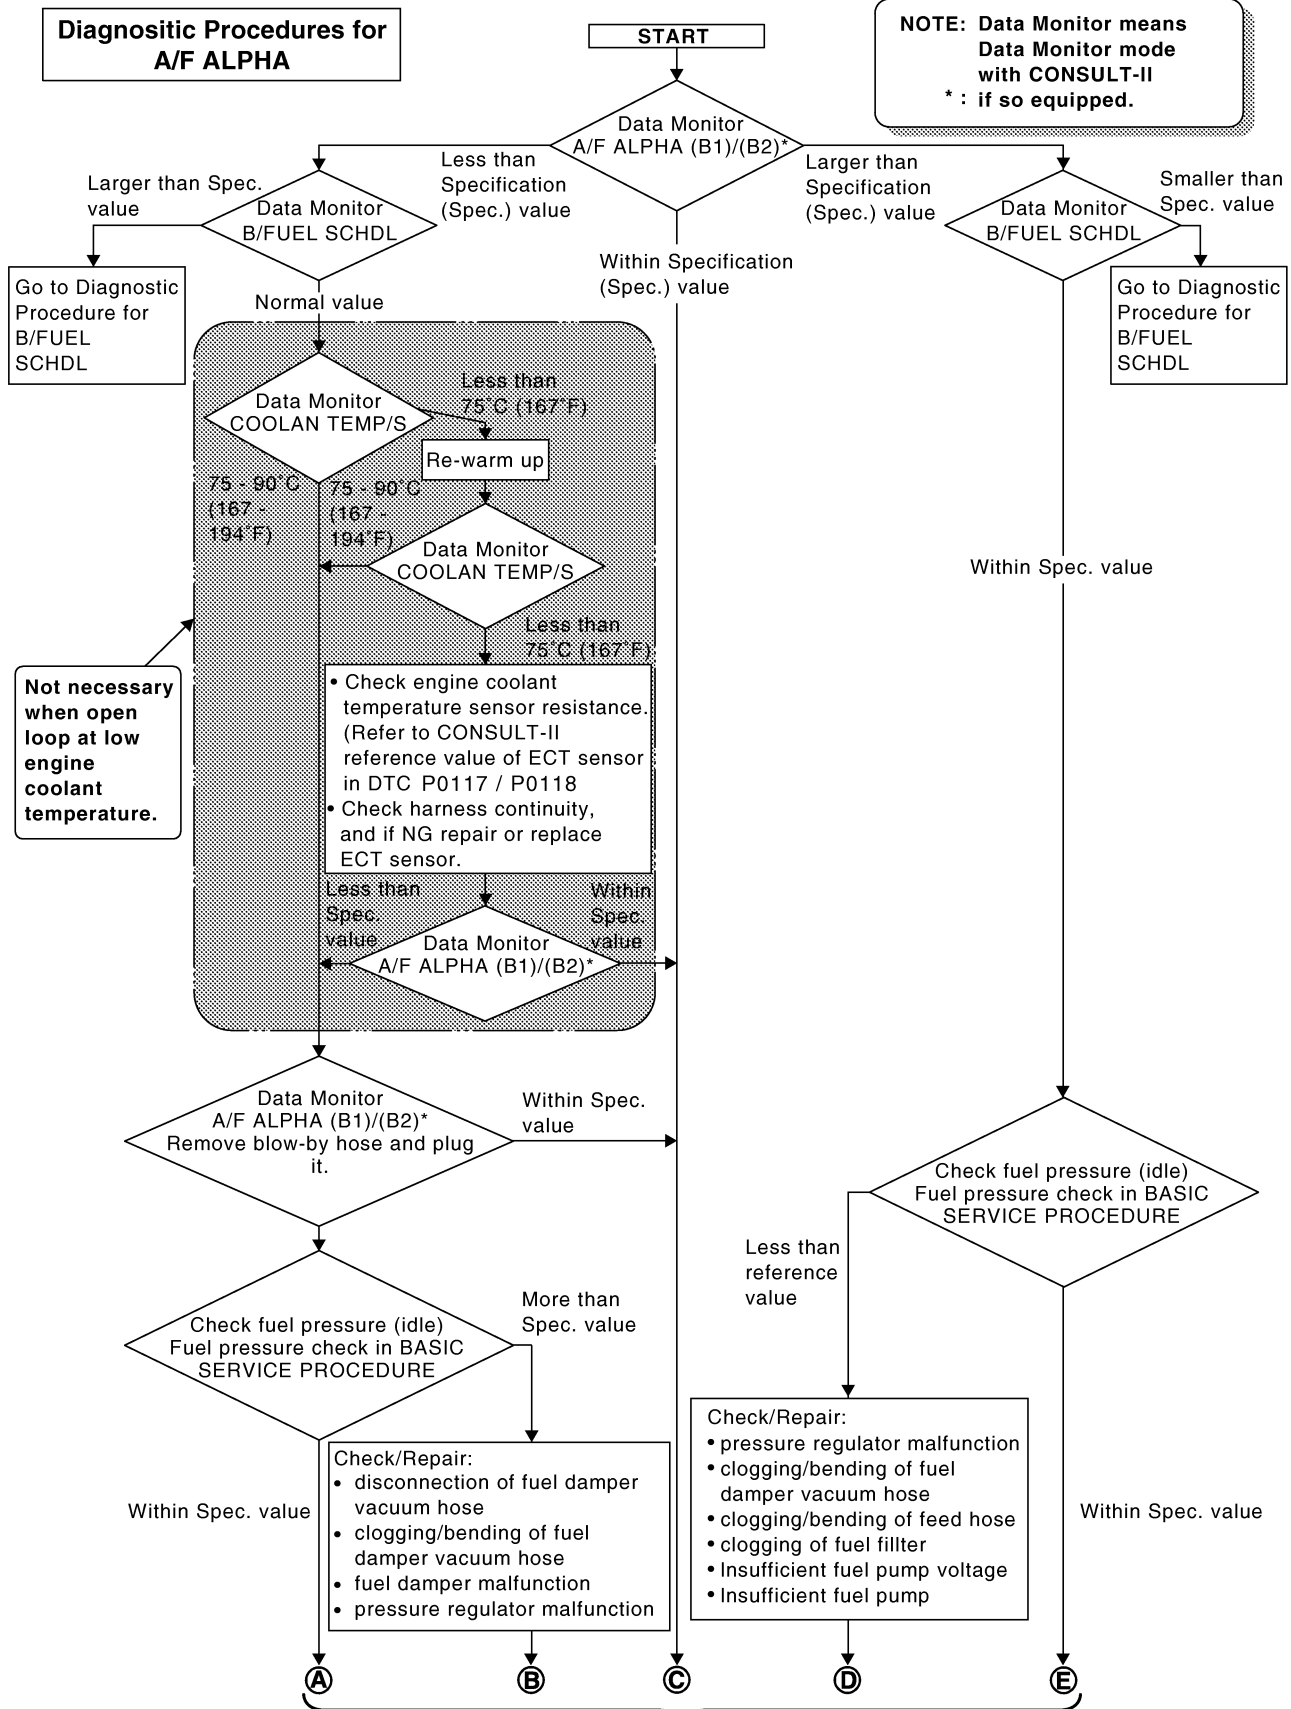 Diagnositic Procedures for
A/F ALPHA
START
NOTE: Data Monitor means
Data Monitor mode
with CONSULT-II
* : if so equipped.
Data Monitor
A/F ALPHA (B1)/(B2)*
Less than
Specification
(Spec.) value
Larger than
Specification
(Spec.) value
Within Specification
(Spec.) value
Larger than Spec.
value
Data Monitor
B/FUEL SCHDL
Smaller than
Spec. value
Data Monitor
B/FUEL SCHDL
Go to Diagnostic
Procedure for
B/FUEL
SCHDL
Normal value
Go to Diagnostic
Procedure for
B/FUEL
SCHDL
Data Monitor
COOLAN TEMP/S
Less than
75˚C (167˚F)
Re-warm up
75 - 90˚C
(167 -
194˚F)
75 - 90˚C
(167 -
194˚F)
Data Monitor
COOLAN TEMP/S
Within Spec. value
Less than
75˚C (167˚F)
Not necessary
when open
loop at low
engine
coolant
temperature.
• Check engine coolant
temperature sensor resistance.
(Refer to CONSULT-II
reference value of ECT sensor
in DTC P0117 / P0118
• Check harness continuity,
and if NG repair or replace
ECT sensor.
Less than
Spec.
value
Within
Spec.
value
Data Monitor
A/F ALPHA (B1)/(B2)*
Data Monitor
A/F ALPHA (B1)/(B2)*
Remove blow-by hose and plug
it.
Within Spec.
value
Check fuel pressure (idle)
Fuel pressure check in BASIC
SERVICE PROCEDURE
Less than
reference
value
Check fuel pressure (idle)
Fuel pressure check in BASIC
SERVICE PROCEDURE
More than
Spec. value
Within Spec. value
Check/Repair:
• disconnection of fuel damper
vacuum hose
• clogging/bending of fuel
damper vacuum hose
• fuel damper malfunction
• pressure regulator malfunction
Check/Repair:
• pressure regulator malfunction
• clogging/bending of fuel
damper vacuum hose
• clogging/bending of feed hose
• clogging of fuel fillter
• Insufficient fuel pump voltage
• Insufficient fuel pump
Within Spec. value
A
B
C
D
E